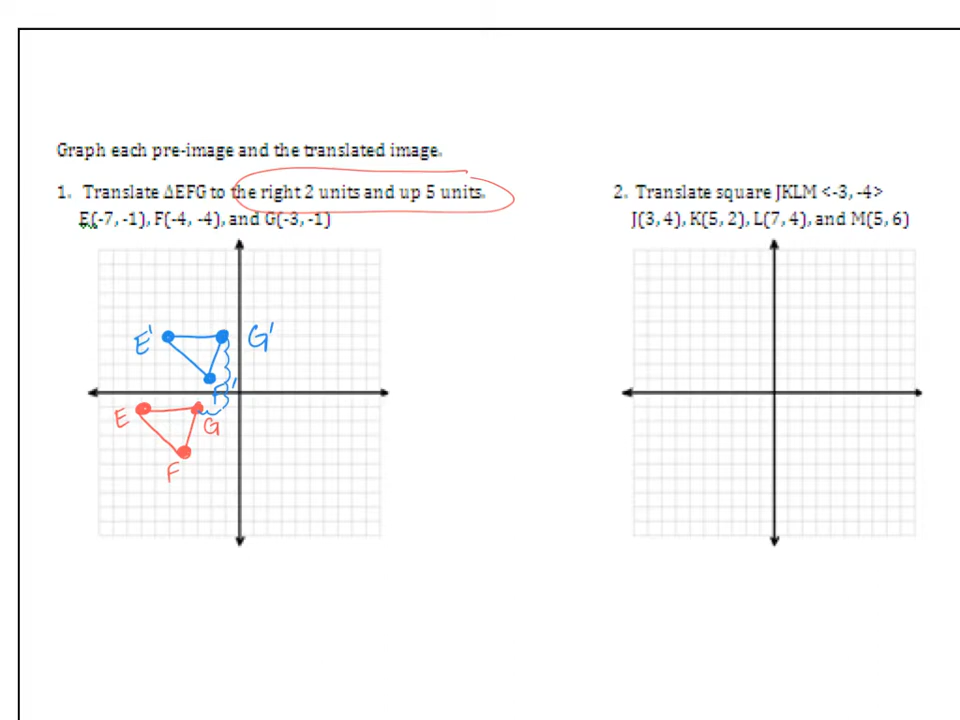 Graph each pre-image and the translated image.
1. Translate ΔEFG to the right 2 units and up 5 units.
E(-7, -1), F(-4, -4), and G(-3, -1)
2. Translate square JKLM <-3, -4>
J(3, 4), K(5, 2), L(7, 4), and M(5, 6)
E'
G'
E
G
F